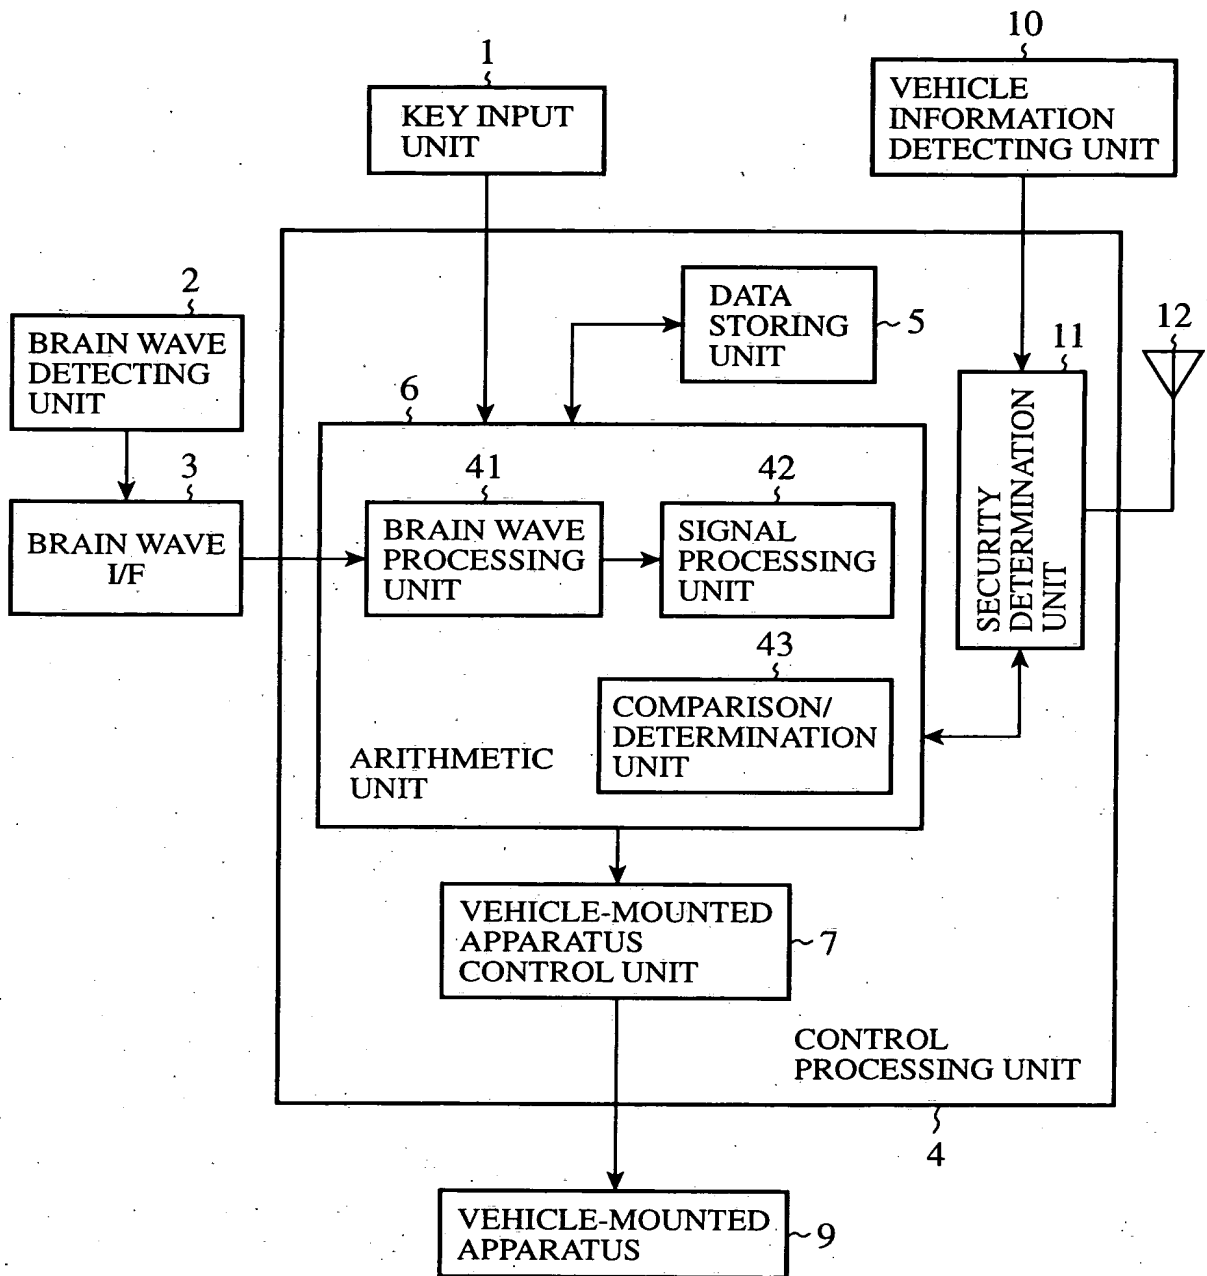 1
KEY INPUT
UNIT
10
VEHICLE
INFORMATION
DETECTING UNIT
2
BRAIN WAVE
DETECTING
UNIT
DATA
STORING
UNIT
5
11
12
3
BRAIN WAVE
I/F
6
41
BRAIN WAVE
PROCESSING
UNIT
42
SIGNAL
PROCESSING
UNIT
SECURITY
DETERMINATION
UNIT
43
COMPARISON/
DETERMINATION
UNIT
ARITHMETIC
UNIT
VEHICLE-MOUNTED
APPARATUS
CONTROL UNIT
7
CONTROL
PROCESSING UNIT
4
VEHICLE-MOUNTED
APPARATUS
9